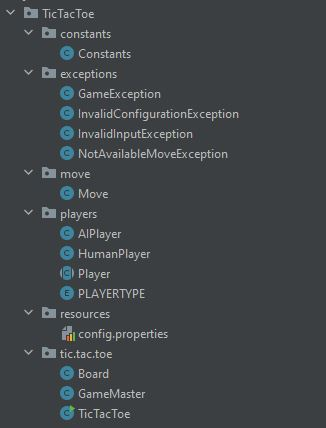 TicTacToe
constants
Constants
exceptions
GameException
InvalidConfigurationException
InvalidInputException
NotAvailableMoveException
move
Move
players
AIPlayer
HumanPlayer
Player
PLAYERTYPE
resources
config.properties
tic.tac.toe
Board
GameMaster
TicTacToe